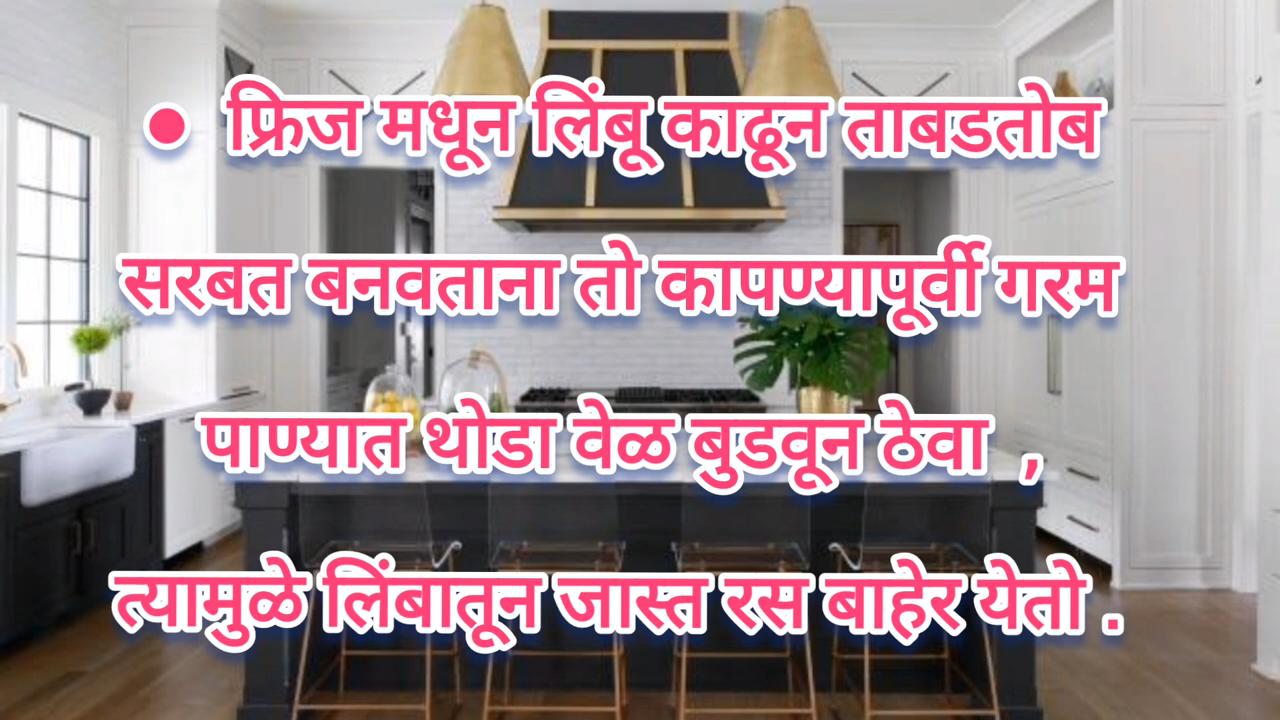 ● फ्रिज मधून लिंबू काढून ताबडतोब
सरबत बनवताना तो कापण्यापूर्वी गरम
पाण्यात थोडा वेळ बुडवून ठेवा ,
त्यामुळे लिंबातून जास्त रस बाहेर येतो .